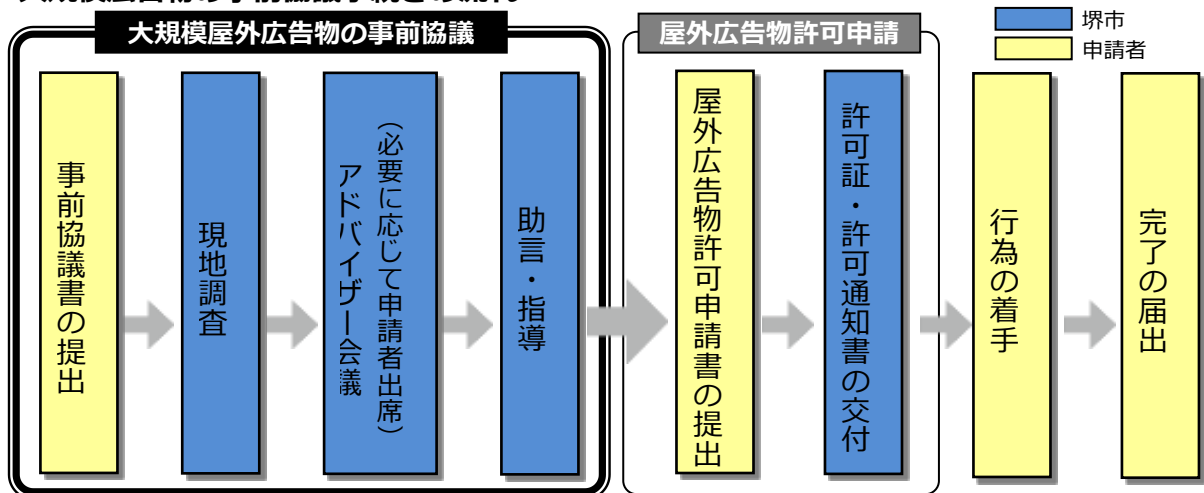 大規模屋外広告物の事前協議
屋外広告物許可申請
堺市
申請者
事前協議書の提出
現地調査
アドバイザー会議
（必要に応じて申請者出席）
助言・指導
屋外広告物許可申請書の提出
許可証・許可通知書の交付
行為の着手
完了の届出